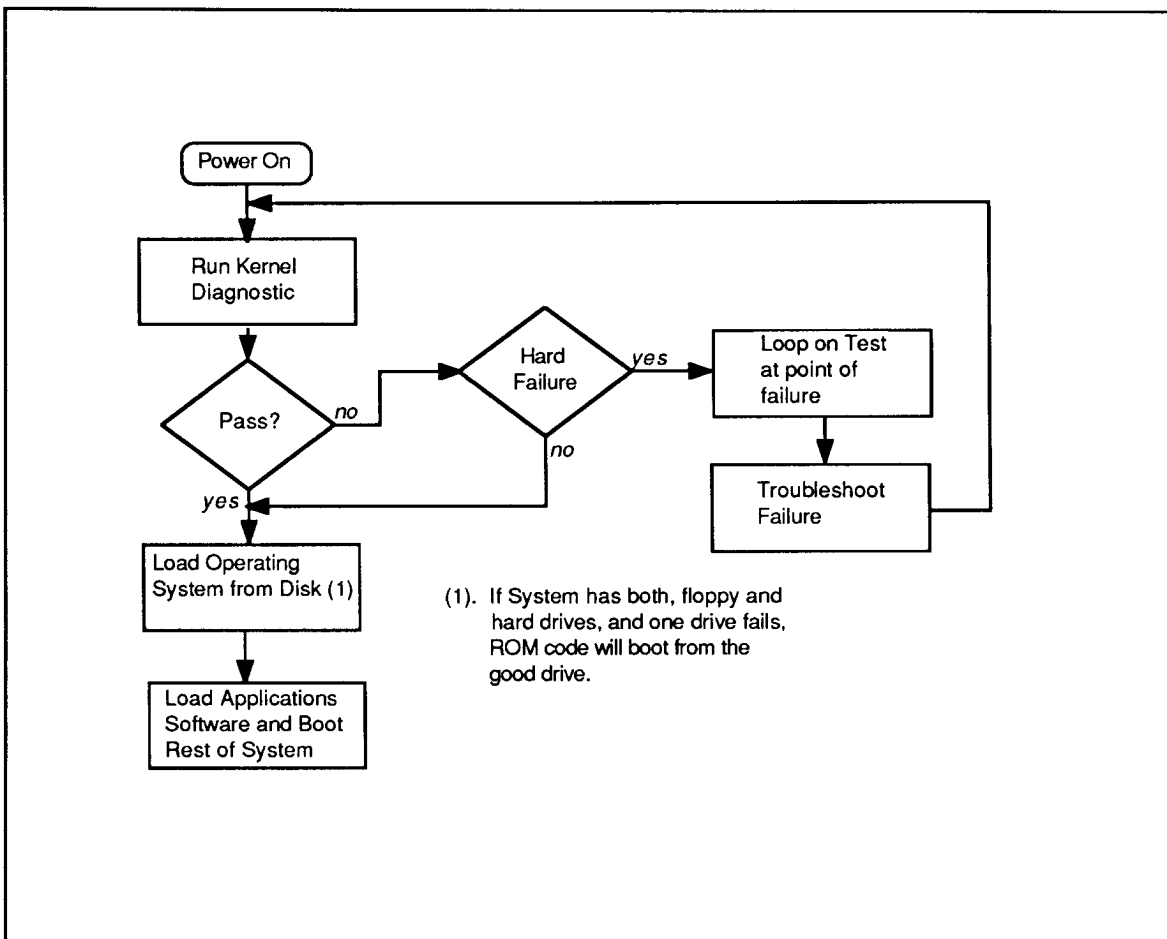 Power On
Run Kernel
Diagnostic
Pass?
no
yes
Hard
Failure
yes
no
Loop on Test
at point of
failure
Troubleshoot
Failure
Load Operating
System from Disk (1)
Load Applications
Software and Boot
Rest of System
(1). If System has both, floppy and
hard drives, and one drive fails,
ROM code will boot from the
good drive.